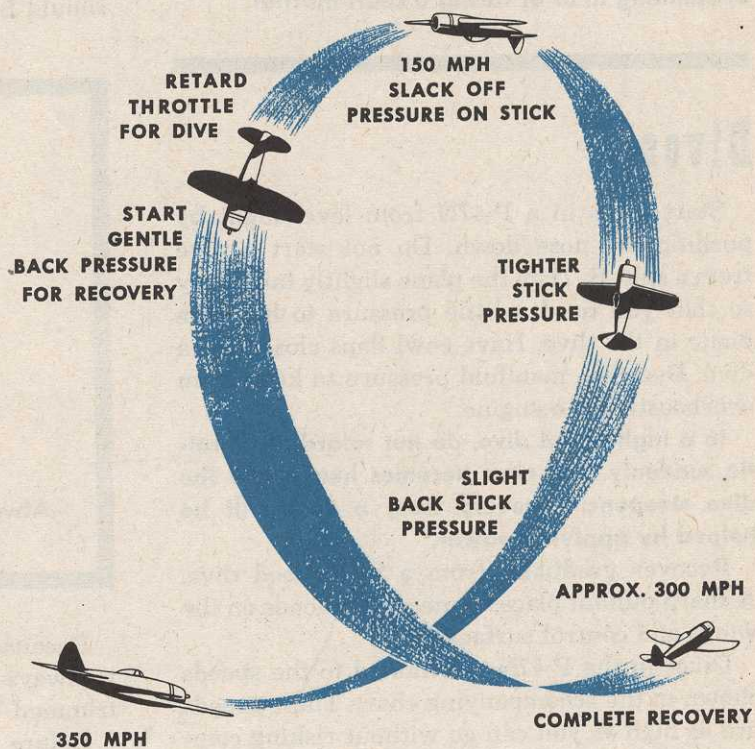 150 MPH
SLACK OFF
PRESSURE ON STICK
RETARD
THROTTLE
FOR DIVE
START
GENTLE
BACK PRESSURE
FOR RECOVERY
TIGHTER
STICK
PRESSURE
SLIGHT
BACK STICK
PRESSURE
APPROX. 300 MPH
COMPLETE RECOVERY
350 MPH